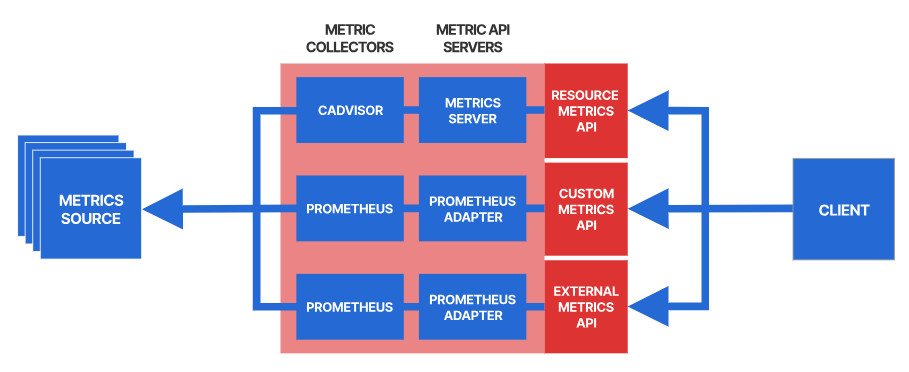 METRIC
COLLECTORS
METRIC API
SERVERS
CADVISOR
METRICS
SERVER
RESOURCE
METRICS
API
METRICS
SOURCE
PROMETHEUS
PROMETHEUS
ADAPTER
CUSTOM
METRICS
API
CLIENT
PROMETHEUS
PROMETHEUS
ADAPTER
EXTERNAL
METRICS
API